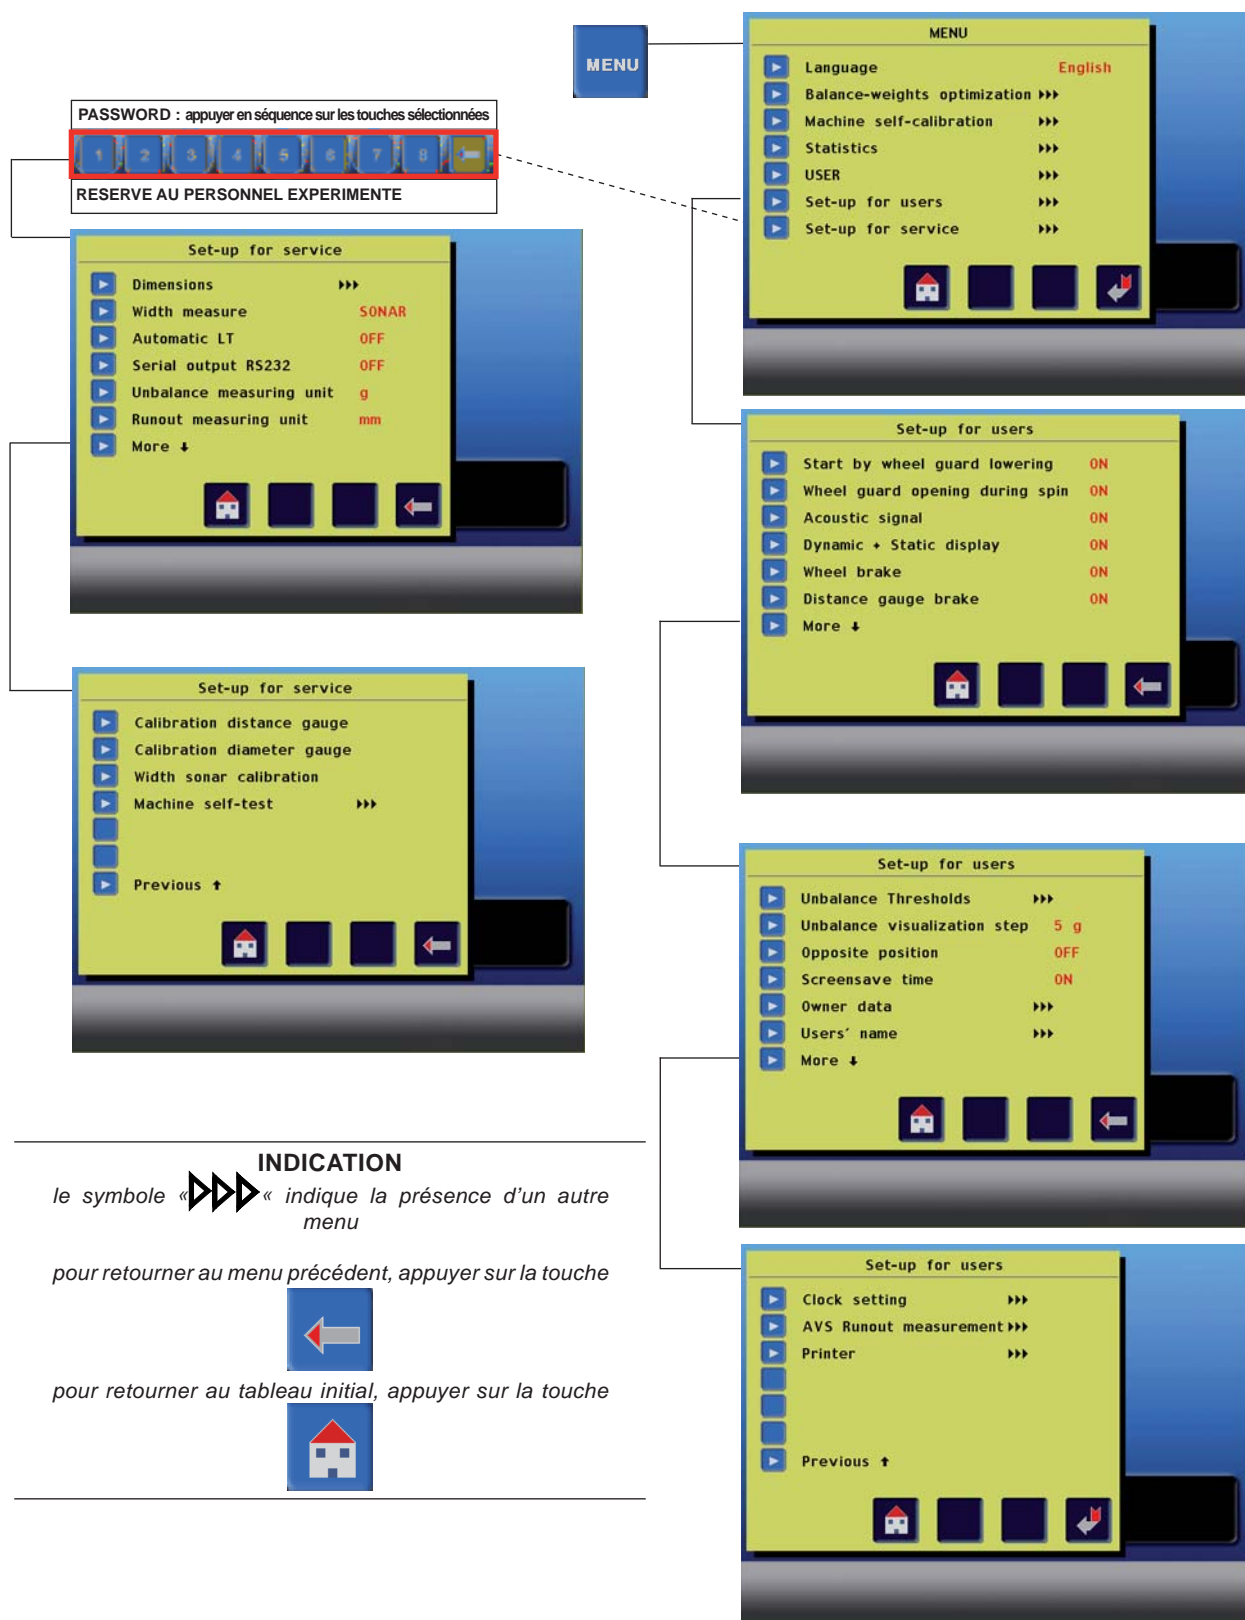 MENU
MENU
Language English
Balance-weights optimization
Machine self-calibration
Statistics
USER
Set-up for users
Set-up for service
PASSWORD : appuyer en séquence sur les touches sélectionnées
1 2 3 4 5 6 7 8
RESERVE AU PERSONNEL EXPERIMENTE
Set-up for service
Dimensions
Width measure SONAR
Automatic LT OFF
Serial output RS232 OFF
Unbalance measuring unit g
Runout measuring unit mm
More
Set-up for users
Start by wheel guard lowering ON
Wheel guard opening during spin ON
Acoustic signal ON
Dynamic + Static display ON
Wheel brake ON
Distance gauge brake ON
More
Set-up for service
Calibration distance gauge
Calibration diameter gauge
Width sonar calibration
Machine self-test
Previous
Set-up for users
Unbalance Thresholds
Unbalance visualization step 5 g
Opposite position OFF
Screensave time ON
Owner data
Users' name
More
INDICATION
le symbole « « indique la présence d'un autre
menu
pour retourner au menu précédent, appuyer sur la touche
pour retourner au tableau initial, appuyer sur la touche
Set-up for users
Clock setting
AVS Runout measurement
Printer
Previous